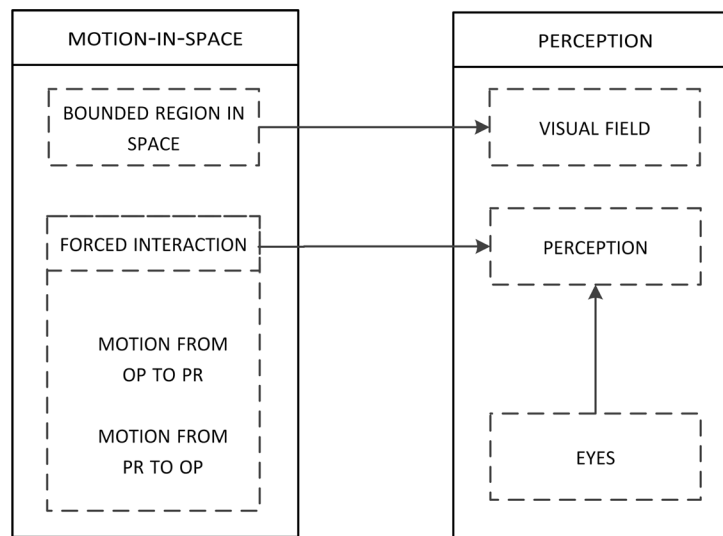 MOTION-IN-SPACE
BOUNDED REGION IN
SPACE
FORCED INTERACTION
MOTION FROM
OP TO PR
MOTION FROM
PR TO OP
PERCEPTION
VISUAL FIELD
PERCEPTION
EYES